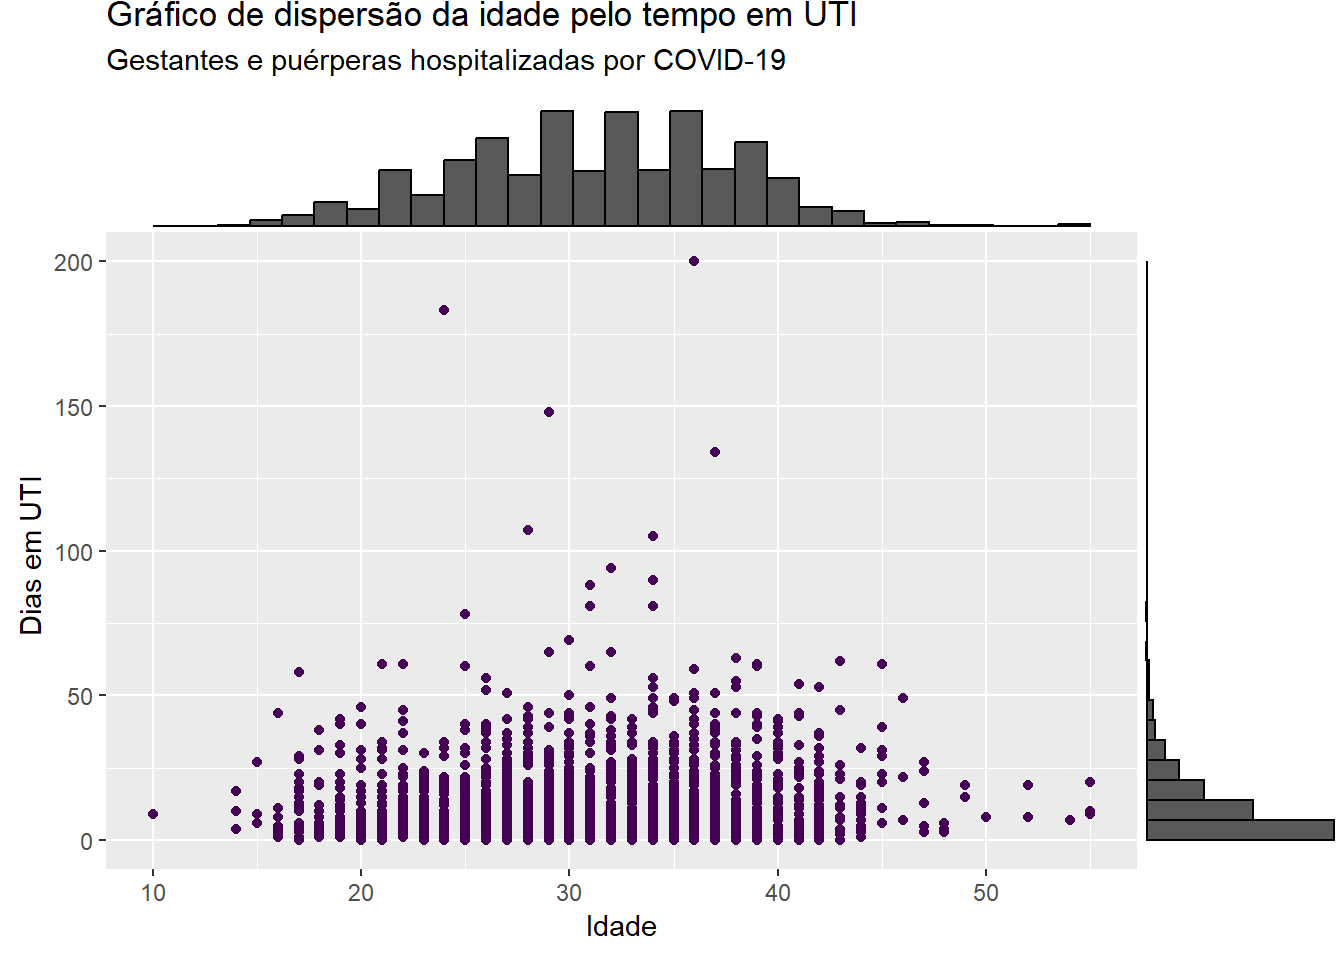 Gráfico de dispersão da idade pelo tempo em UTI
Gestantes e puérperas hospitalizadas por COVID-19
200
150
100
50
0
Dias em UTI
10 20 30 40 50
Idade